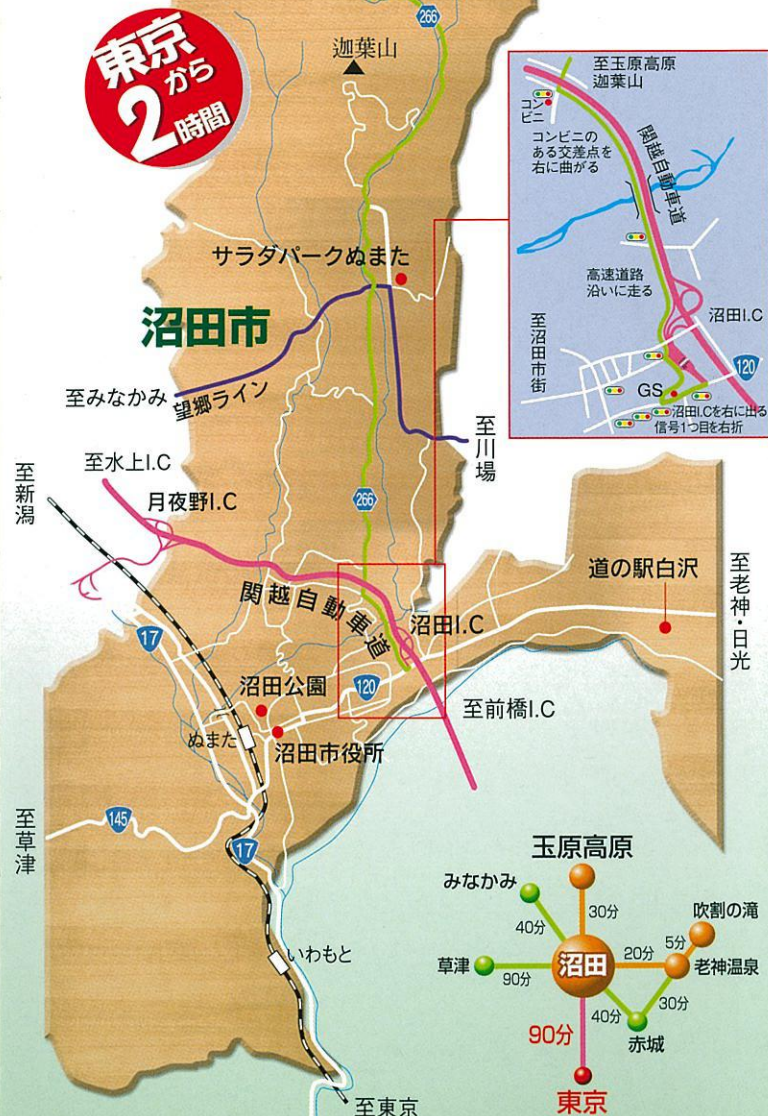 東京
から
2時間
266
迦葉山
サラダパークぬまた
沼田市
至みなかみ
望郷ライン
至川場
至水上I.C
至新潟
月夜野I.C
266
関越自動車道
沼田I.C
道の駅白沢
至老神・日光
17
沼田公園
120
至前橋I.C
ぬまた
沼田市役所
145
至草津
17
いわもと
至東京
至玉原高原
迦葉山
コン
ビニ
コンビニの
ある交差点を
右に曲がる
関越自動車道
高速道路
沿いに走る
沼田I.C
至沼田市街
120
GS
沼田I.Cを右に出る
信号1つ目を右折
玉原高原
みなかみ
30分
40分
吹割の滝
5分
草津
90分
沼田
20分
老神温泉
40分
30分
赤城
90分
東京